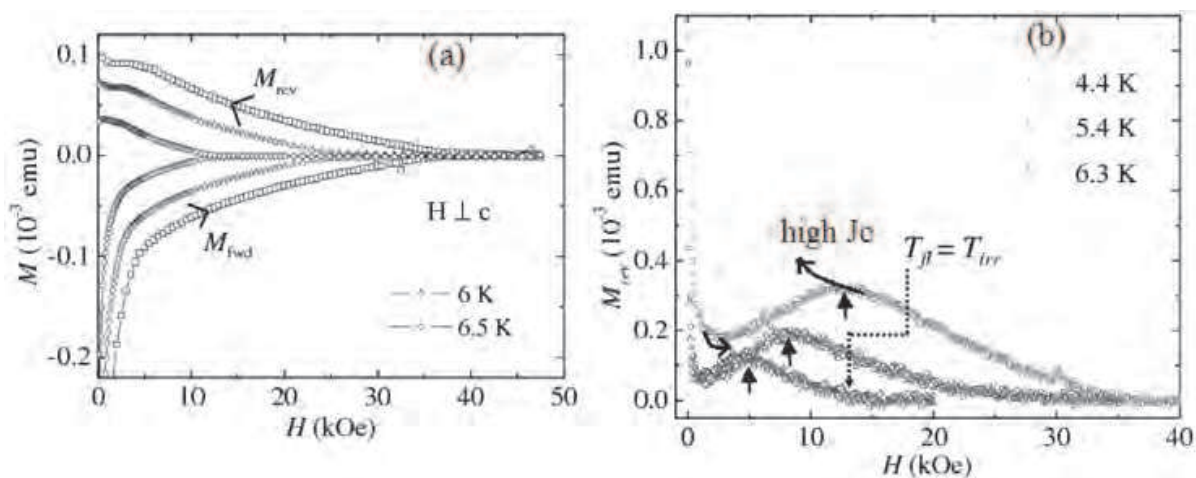 (a)
0.1
0.0
-0.1
-0.2
M (10⁻³ emu)
M_rev
M_fwd
H ⊥ c
6 K
6.5 K
0 10 20 30 40 50
H (kOe)
(b)
1.0
0.8
0.6
0.4
0.2
0.0
M_rev (10⁻³ emu)
4.4 K
5.4 K
6.3 K
high Jc
T_fl = T_irr
0 10 20 30 40
H (kOe)